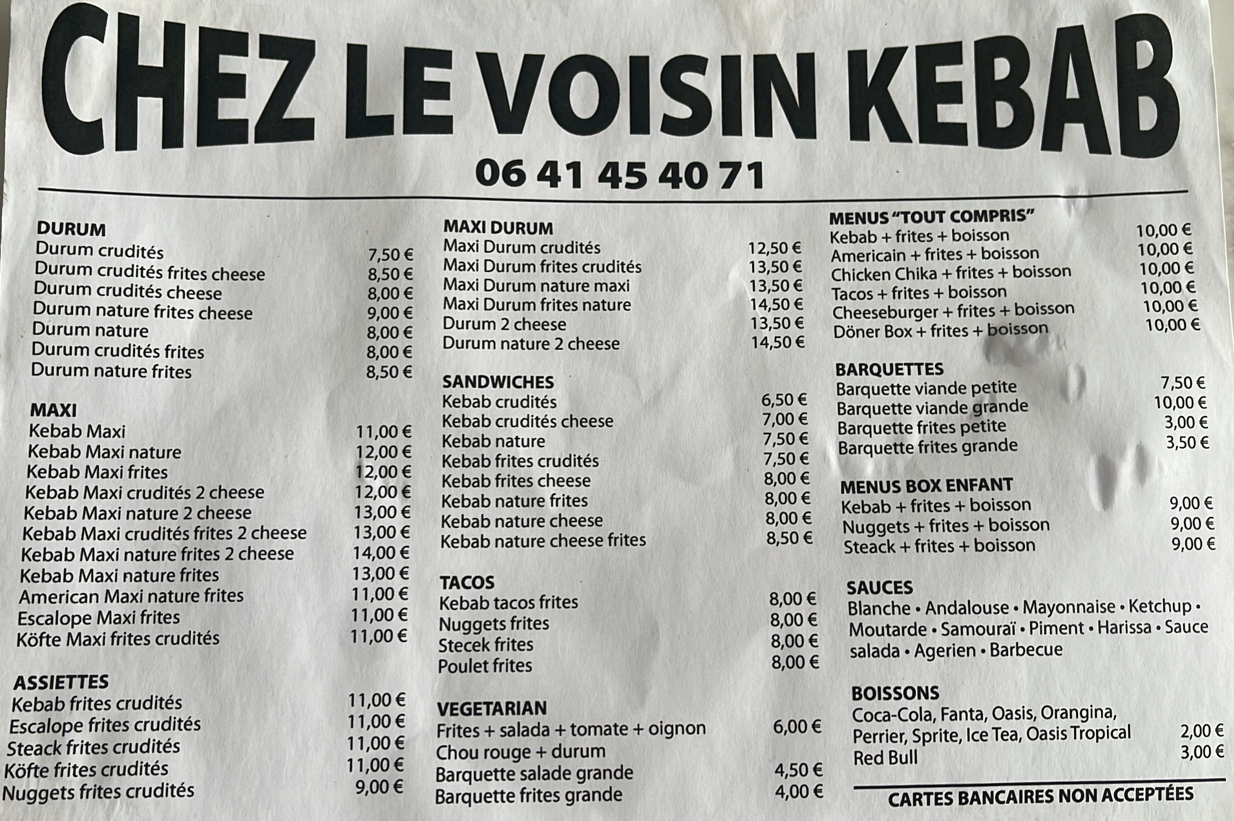 CHEZ LE VOISIN KEBAB
06 41 45 40 71
DURUM
Durum crudités 7,50 €
Durum crudités frites cheese 8,50 €
Durum crudités cheese 8,00 €
Durum nature frites cheese 9,00 €
Durum nature 8,00 €
Durum crudités frites 8,00 €
Durum nature frites 8,50 €
MAXI
Kebab Maxi 11,00 €
Kebab Maxi nature 12,00 €
Kebab Maxi frites 12,00 €
Kebab Maxi crudités 2 cheese 12,00 €
Kebab Maxi nature 2 cheese 13,00 €
Kebab Maxi crudités frites 2 cheese 13,00 €
Kebab Maxi nature frites 2 cheese 14,00 €
Kebab Maxi nature frites 13,00 €
American Maxi nature frites 11,00 €
Escalope Maxi frites 11,00 €
Köfte Maxi frites crudités 11,00 €
ASSIETTES
Kebab frites crudités 11,00 €
Escalope frites crudités 11,00 €
Steack frites crudités 11,00 €
Köfte frites crudités 11,00 €
Nuggets frites crudités 9,00 €
MAXI DURUM
Maxi Durum crudités 12,50 €
Maxi Durum frites crudités 13,50 €
Maxi Durum nature maxi 13,50 €
Maxi Durum frites nature 14,50 €
Durum 2 cheese 13,50 €
Durum nature 2 cheese 14,50 €
SANDWICHES
Kebab crudités 6,50 €
Kebab crudités cheese 7,00 €
Kebab nature 7,50 €
Kebab frites crudités 7,50 €
Kebab frites cheese 8,00 €
Kebab nature frites 8,00 €
Kebab nature cheese 8,00 €
Kebab nature cheese frites 8,50 €
TACOS
Kebab tacos frites 8,00 €
Nuggets frites 8,00 €
Stecek frites 8,00 €
Poulet frites 8,00 €
VEGETARIAN
Frites + salada + tomate + oignon 6,00 €
Chou rouge + durum
Barquette salade grande 4,50 €
Barquette frites grande 4,00 €
MENUS “TOUT COMPRIS”
Kebab + frites + boisson 10,00 €
Americain + frites + boisson 10,00 €
Chicken Chika + frites + boisson 10,00 €
Tacos + frites + boisson 10,00 €
Cheeseburger + frites + boisson 10,00 €
Döner Box + frites + boisson 10,00 €
BARQUETTES
Barquette viande petite 7,50 €
Barquette viande grande 10,00 €
Barquette frites petite 3,00 €
Barquette frites grande 3,50 €
MENUS BOX ENFANT
Kebab + frites + boisson 9,00 €
Nuggets + frites + boisson 9,00 €
Steack + frites + boisson 9,00 €
SAUCES
Blanche • Andalouse • Mayonnaise • Ketchup •
Moutarde • Samouraï • Piment • Harissa • Sauce
salada • Agerien • Barbecue
BOISSONS
Coca-Cola, Fanta, Oasis, Orangina,
Perrier, Sprite, Ice Tea, Oasis Tropical 2,00 €
Red Bull 3,00 €
CARTES BANCAIRES NON ACCEPTÉES